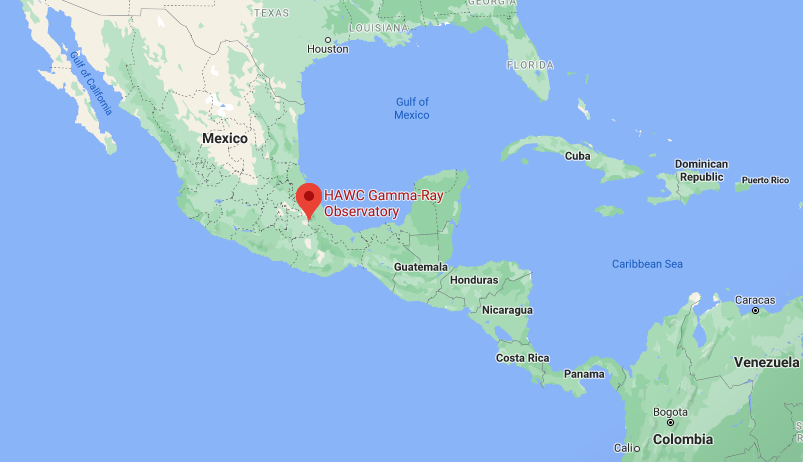 GEORGIA
TEXAS
LOUISIANA
Houston
FLORIDA
Gulf of California
Gulf of
Mexico
Mexico
Cuba
Dominican
Republic
Puerto Rico
HAWC Gamma-Ray
Observatory
Guatemala
Caribbean Sea
Honduras
Caracas
Nicaragua
Costa Rica
Venezuela
Panama
Bogota
Colombia
Cali